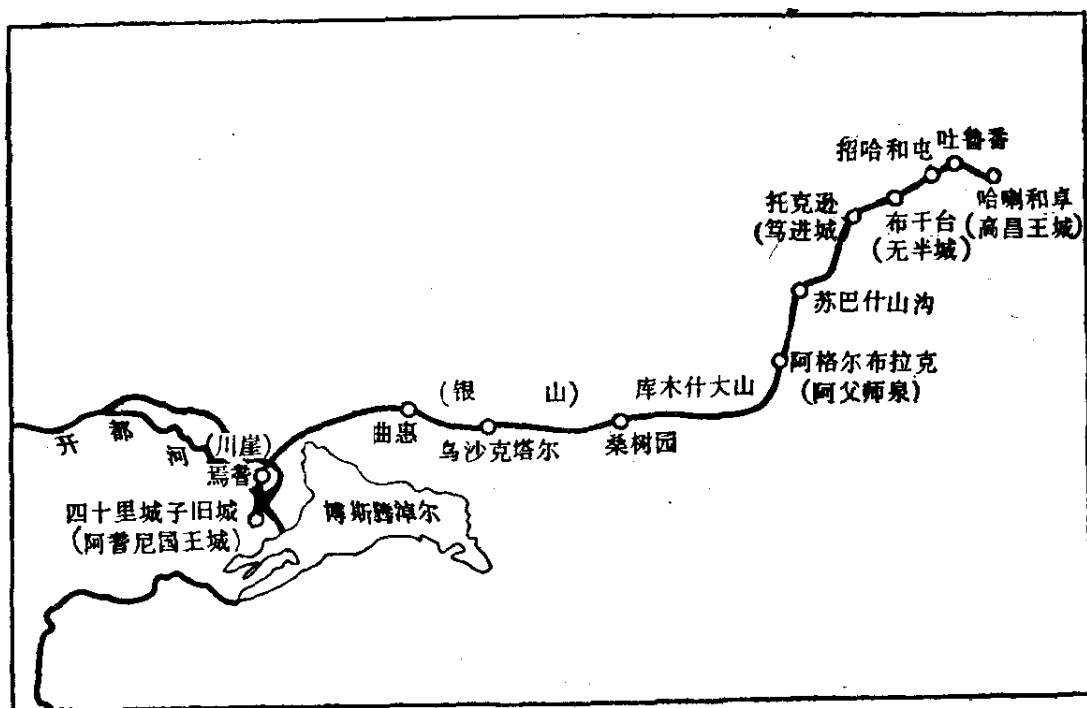 招哈和屯
吐鲁番
托克逊
(笃进城)
布干台
(无半城)
哈喇和卓
(高昌王城)
苏巴什山沟
阿格尔布拉克
(阿父师泉)
(银 山)
库木什大山
曲惠
乌沙克塔尔
桑树园
开都河
(川崖)
焉耆
四十里城子旧城
(阿耆尼国王城)
博斯腾淖尔